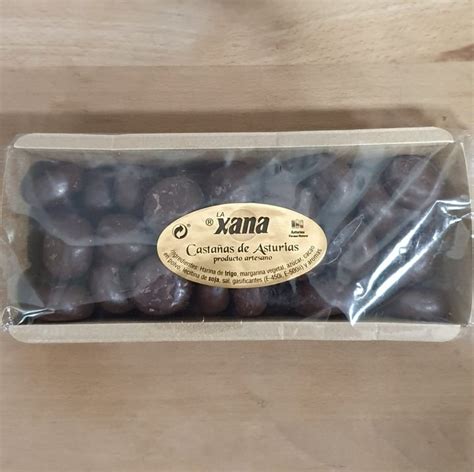 LA
® xana
Castañas de Asturias
producto artesano
Ingredientes: Harina de trigo, margarina vegetal, azúcar, cacao
en polvo, lecitina de soja, sal, gasificantes (E-450i, E-500ii) y aromas